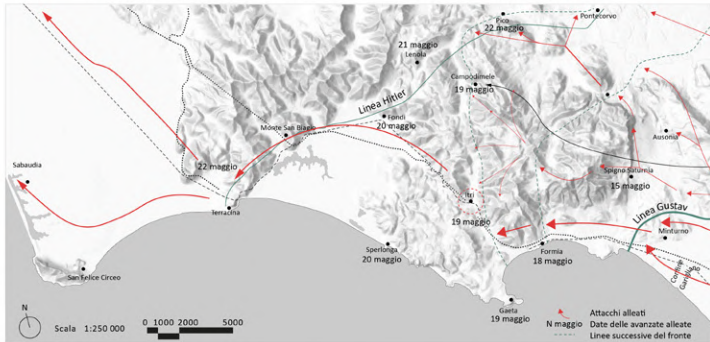 Pico
22 maggio
Pontecorvo
21 maggio
Lenola
Campodimele
19 maggio
Linea Hitler
Fondi
20 maggio
Monte San Biagio
Ausonia
22 maggio
Spigno Saturnia
15 maggio
Sabaudia
Itri
19 maggio
Terracina
Linea Gustav
Minturno
Sperlonga
20 maggio
Formia
18 maggio
San Felice Circeo
Gaeta
19 maggio
N
Scala 1:250 000
0 1000 2000 5000
Attacchi alleati
N maggio Date delle avanzate alleate
Linee successive del fronte